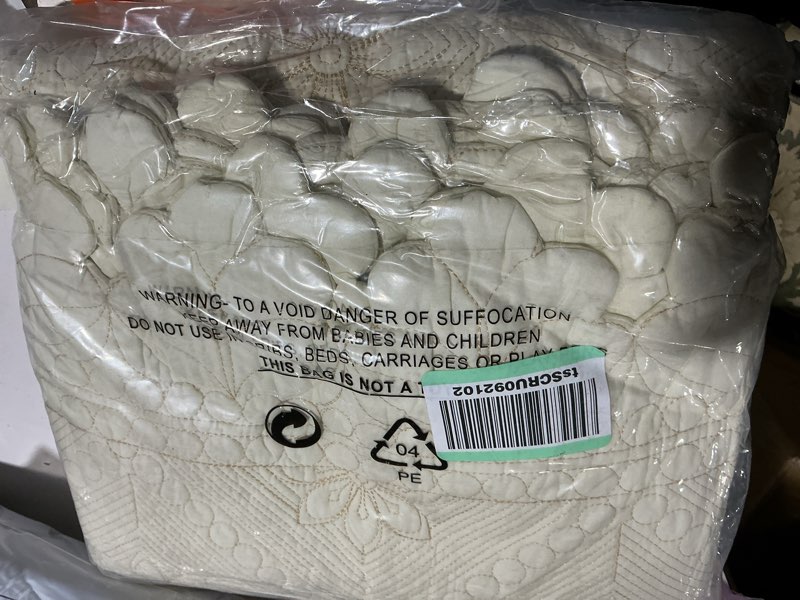 WARNING- TO A VOID DANGER OF SUFFOCATION
AWAY FROM BABIES AND CHILDREN
DO NOT USE BEDS, CARRIAGES OR PLAY
THIS BAG IS NOT A
tsSCRU092102
04
PE